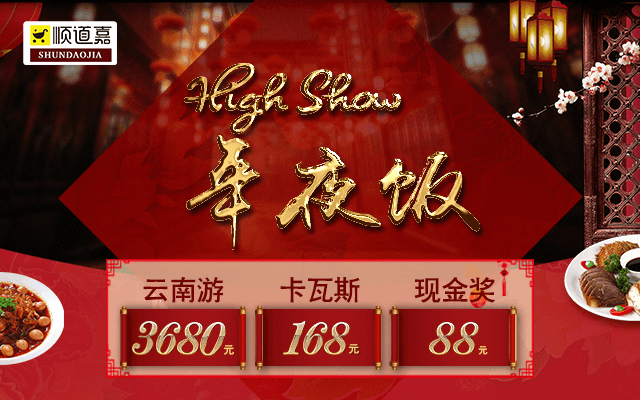 顺道嘉
SHUNDAOJIA
High Show
年夜饭
云南游 卡瓦斯 现金奖
3680元 168元 88元